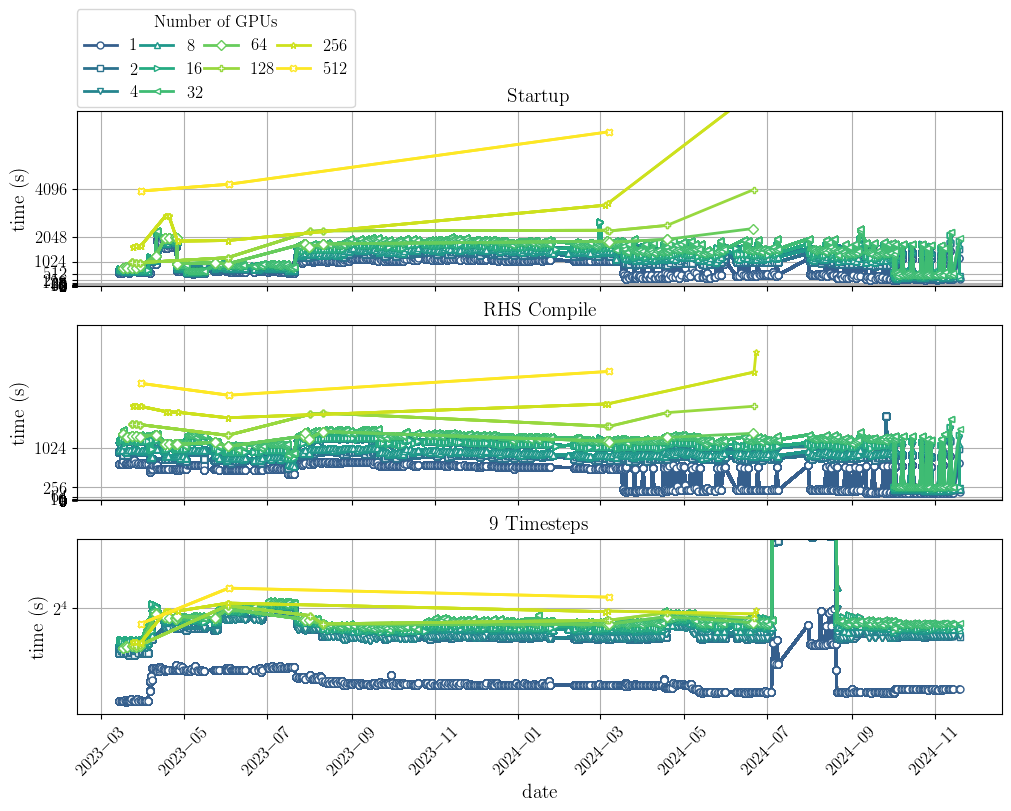 Number of GPUs
1 8 64 256
2 16 128 512
4 32
Startup
time (s)
4096
2048
1024
512
RHS Compile
time (s)
1024
256
9 Timesteps
time (s)
2⁴
2023−03 2023−05 2023−07 2023−09 2023−11 2024−01 2024−03 2024−05 2024−07 2024−09 2024−11
date